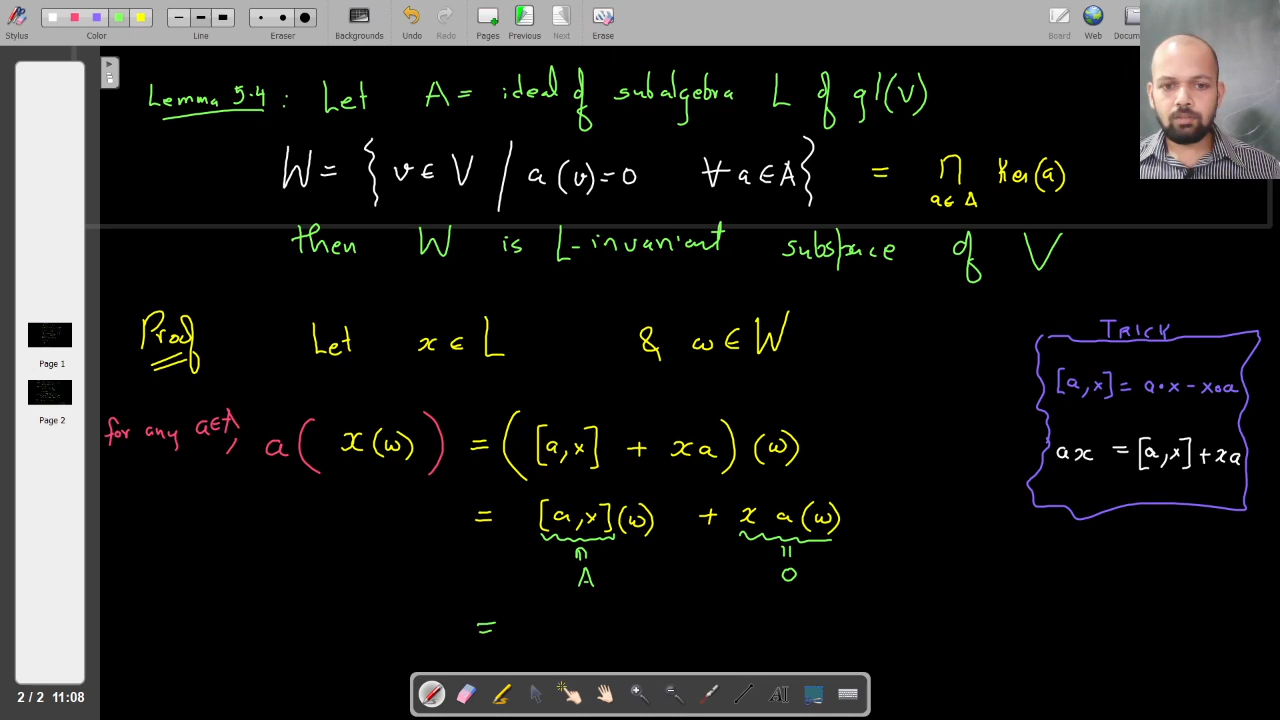 Stylus Color Line Eraser Backgrounds Undo Redo Pages Previous Next Erase Board Web Docum
Lemma 5.4 : Let A = ideal of subalgebra L of gl(V)
W = { v ∈ V / a(v)=0 ∀ a ∈ A } = ∩ Ker(a)
a ∈ A
then W is L-invariant subspace of V
Proof Let x ∈ L & w ∈ W
TRICK
[a,x] = a∘x - x∘a
ax = [a,x] + xa
for any a∈A, a( x(w) ) = ( [a,x] + xa ) (w)
= [a,x](w) + x a(w)
∈ =
A 0
=
Page 1
Page 2
2 / 2 11:08
AI